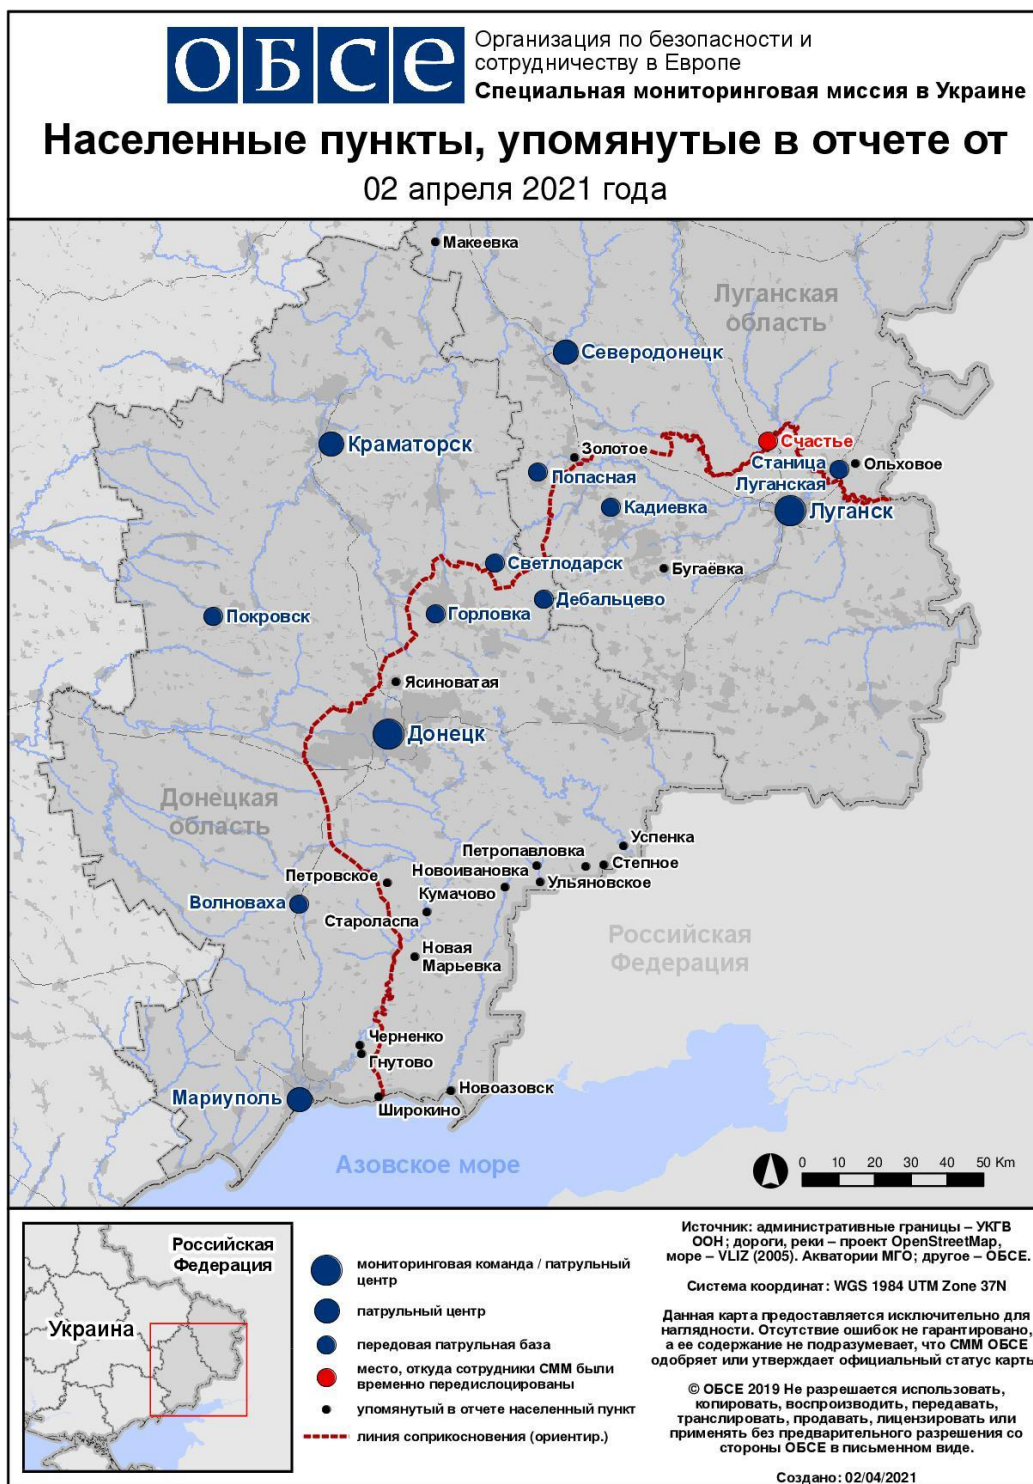 ОБСЕ
Организация по безопасности и
сотрудничеству в Европе
Специальная мониторинговая миссия в Украине
Населенные пункты, упомянутые в отчете от
02 апреля 2021 года
Макеевка
Луганская
область
Северодонецк
Краматорск
Счастье
Золотое
Станица
Луганская
Ольховое
Попасная
Кадиевка
Луганск
Светлодарск
Бугаёвка
Дебальцево
Горловка
Покровск
Ясиноватая
Донецк
Донецкая
область
Успенка
Петропавловка
Степное
Новоивановка
Ульяновское
Петровское
Кумачово
Волноваха
Староласпа
Российская
Федерация
Новая
Марьевка
Черненко
Гнутово
Новоазовск
Мариуполь
Широкино
Азовское море
0 10 20 30 40 50 Km
Российская
Федерация
Украина
мониторинговая команда / патрульный
центр
патрульный центр
передовая патрульная база
место, откуда сотрудники СММ были
временно передислоцированы
упомянутый в отчете населенный пункт
линия соприкосновения (ориентир.)
Источник: административные границы – УКГВ
ООН; дороги, реки – проект OpenStreetMap,
море – VLIZ (2005). Акватории МГО; другое – ОБСЕ.
Система координат: WGS 1984 UTM Zone 37N
Данная карта предоставляется исключительно для
наглядности. Отсутствие ошибок не гарантировано,
а ее содержание не подразумевает, что СММ ОБСЕ
одобряет или утверждает официальный статус карты
© ОБСЕ 2019 Не разрешается использовать,
копировать, воспроизводить, передавать,
транслировать, продавать, лицензировать или
применять без предварительного разрешения со
стороны ОБСЕ в письменном виде.
Создано: 02/04/2021